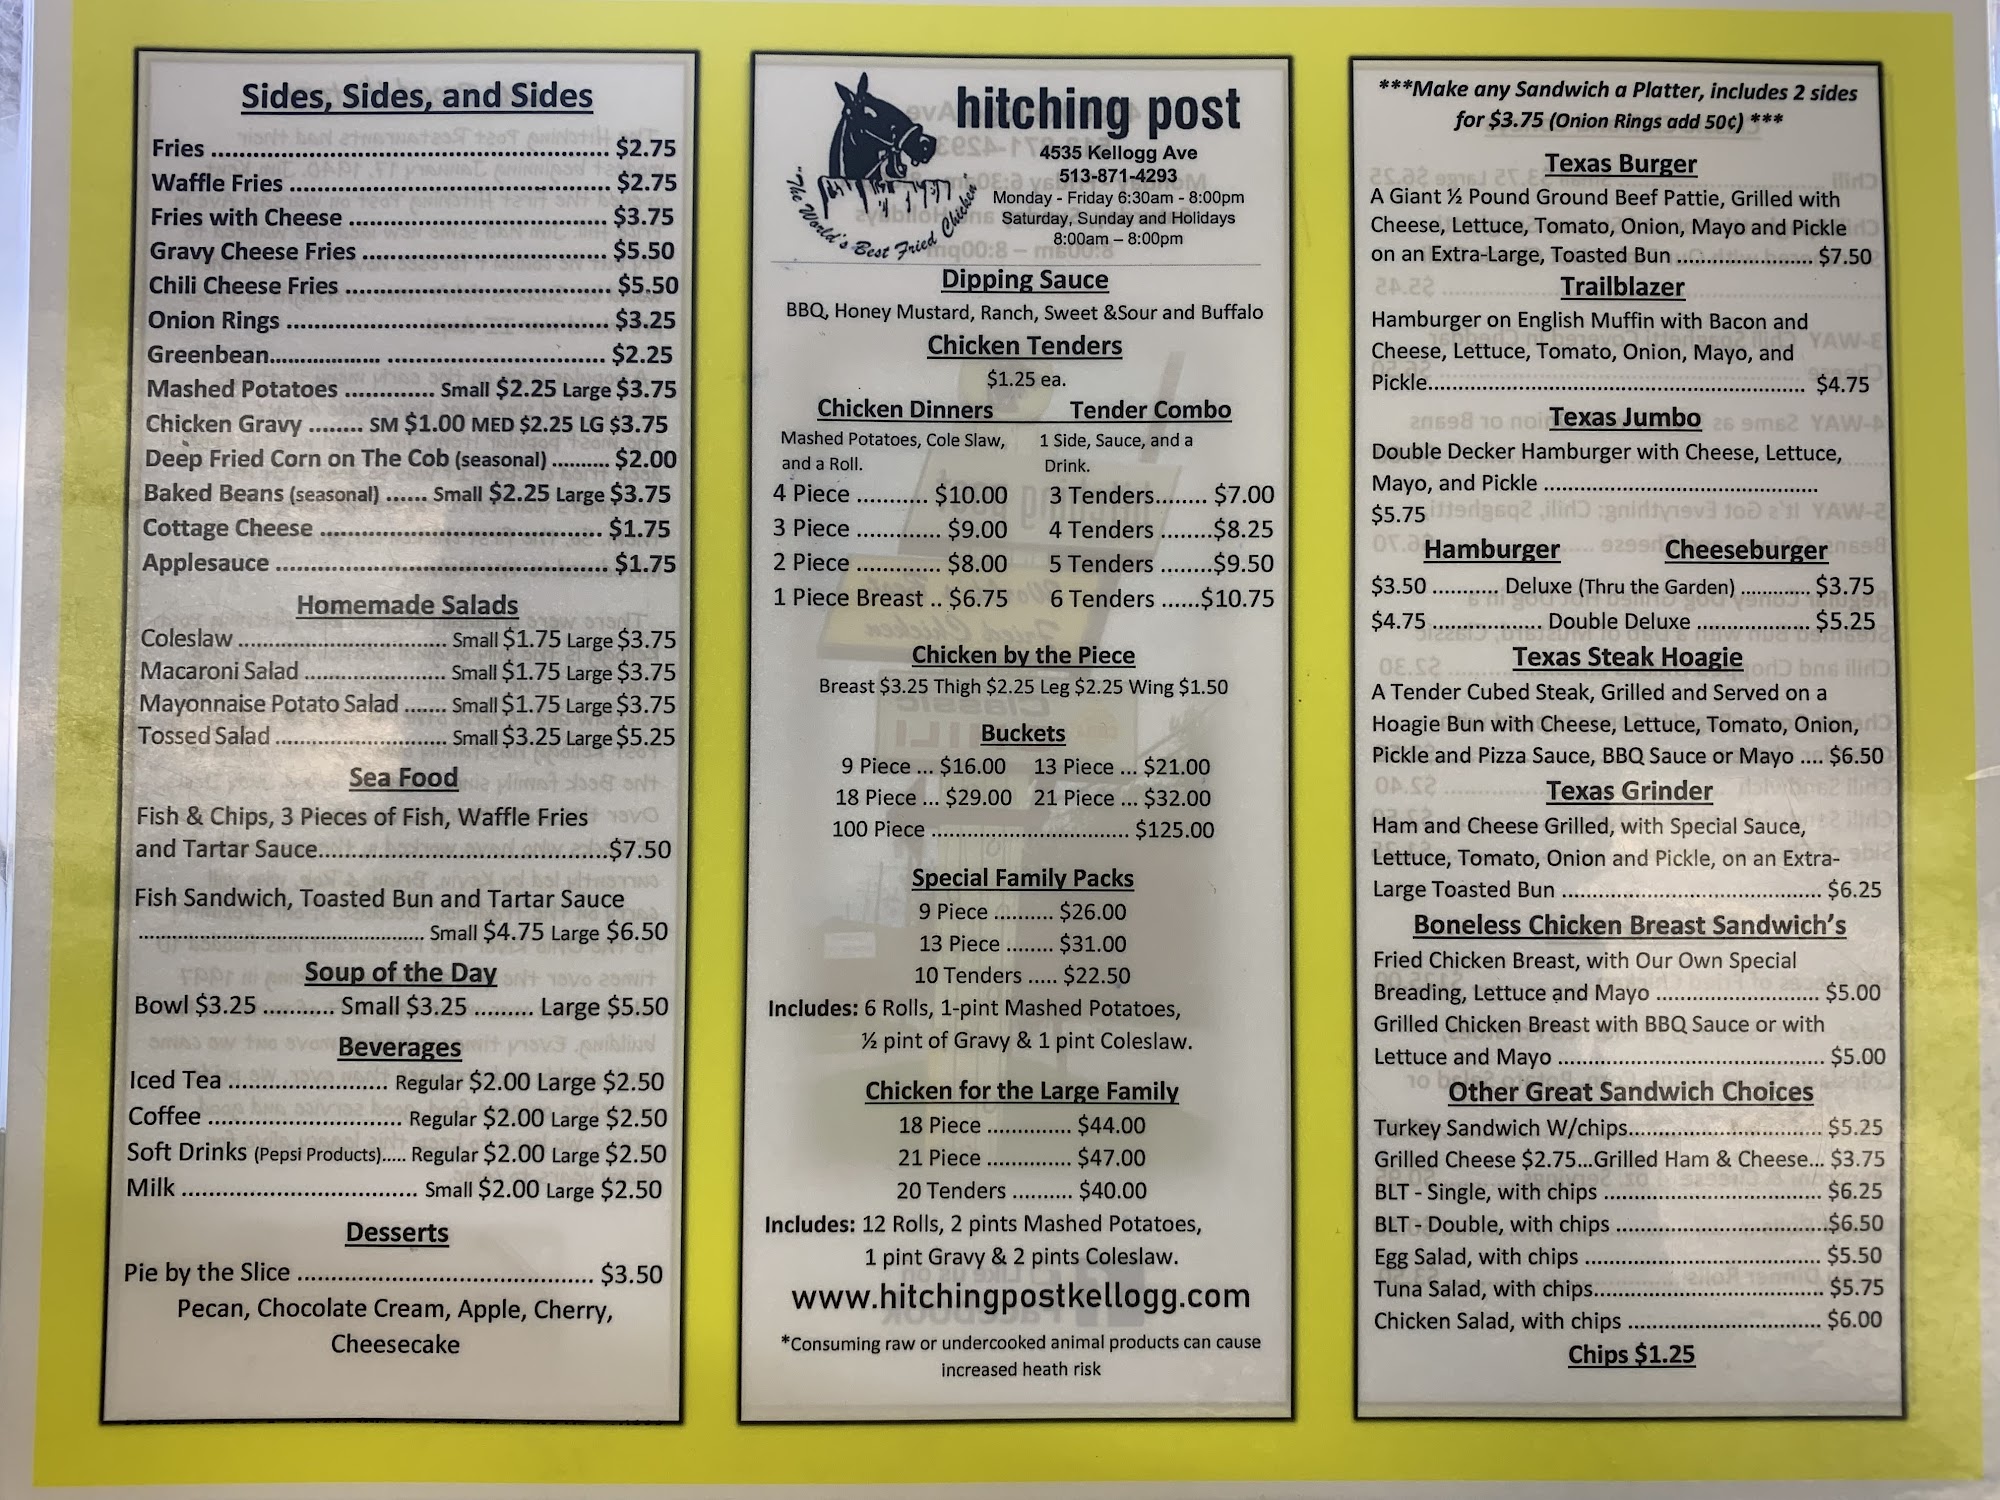 Sides, Sides, and Sides
Fries ................................................ $2.75
Waffle Fries ...................................... $2.75
Fries with Cheese ............................... $3.75
Gravy Cheese Fries .............................. $5.50
Chili Cheese Fries ................................ $5.50
Onion Rings ....................................... $3.25
Greenbean.................. .......................... $2.25
Mashed Potatoes ............. Small $2.25 Large $3.75
Chicken Gravy ........ SM $1.00 MED $2.25 LG $3.75
Deep Fried Corn on The Cob (seasonal) .......... $2.00
Baked Beans (seasonal) ...... Small $2.25 Large $3.75
Cottage Cheese .................................. $1.75
Applesauce ........................................ $1.75
Homemade Salads
Coleslaw .............................. Small $1.75 Large $3.75
Macaroni Salad .................... Small $1.75 Large $3.75
Mayonnaise Potato Salad ...... Small $1.75 Large $3.75
Tossed Salad ......................... Small $3.25 Large $5.25
Sea Food
Fish & Chips, 3 Pieces of Fish, Waffle Fries
and Tartar Sauce.........................................$7.50
Fish Sandwich, Toasted Bun and Tartar Sauce
......................................... Small $4.75 Large $6.50
Soup of the Day
Bowl $3.25 ........... Small $3.25 ......... Large $5.50
Beverages
Iced Tea ....................... Regular $2.00 Large $2.50
Coffee ............................ Regular $2.00 Large $2.50
Soft Drinks (Pepsi Products)..... Regular $2.00 Large $2.50
Milk .................................. Small $2.00 Large $2.50
Desserts
Pie by the Slice .......................................... $3.50
Pecan, Chocolate Cream, Apple, Cherry,
Cheesecake
hitching post
4535 Kellogg Ave
513-871-4293
Monday - Friday 6:30am - 8:00pm
Saturday, Sunday and Holidays
8:00am – 8:00pm
"The World's Best Fried Chicken"
Dipping Sauce
BBQ, Honey Mustard, Ranch, Sweet &Sour and Buffalo
Chicken Tenders
$1.25 ea.
Chicken Dinners Tender Combo
Mashed Potatoes, Cole Slaw, 1 Side, Sauce, and a
and a Roll. Drink.
4 Piece ........... $10.00 3 Tenders........ $7.00
3 Piece ............. $9.00 4 Tenders ........$8.25
2 Piece ............. $8.00 5 Tenders ........$9.50
1 Piece Breast .. $6.75 6 Tenders ......$10.75
Chicken by the Piece
Breast $3.25 Thigh $2.25 Leg $2.25 Wing $1.50
Buckets
9 Piece ... $16.00 13 Piece ... $21.00
18 Piece ... $29.00 21 Piece ... $32.00
100 Piece ............................. $125.00
Special Family Packs
9 Piece .......... $26.00
13 Piece ........ $31.00
10 Tenders ..... $22.50
Includes: 6 Rolls, 1-pint Mashed Potatoes,
½ pint of Gravy & 1 pint Coleslaw.
Chicken for the Large Family
18 Piece ............. $44.00
21 Piece ............. $47.00
20 Tenders .......... $40.00
Includes: 12 Rolls, 2 pints Mashed Potatoes,
1 pint Gravy & 2 pints Coleslaw.
www.hitchingpostkellogg.com
*Consuming raw or undercooked animal products can cause
increased heath risk
***Make any Sandwich a Platter, includes 2 sides
for $3.75 (Onion Rings add 50¢) ***
Texas Burger
A Giant ½ Pound Ground Beef Pattie, Grilled with
Cheese, Lettuce, Tomato, Onion, Mayo and Pickle
on an Extra-Large, Toasted Bun .................... $7.50
Trailblazer
Hamburger on English Muffin with Bacon and
Cheese, Lettuce, Tomato, Onion, Mayo, and
Pickle...................................................... $4.75
Texas Jumbo
Double Decker Hamburger with Cheese, Lettuce,
Mayo, and Pickle ........................................
$5.75
Hamburger Cheeseburger
$3.50 .......... Deluxe (Thru the Garden) ........... $3.75
$4.75 ................ Double Deluxe ................. $5.25
Texas Steak Hoagie
A Tender Cubed Steak, Grilled and Served on a
Hoagie Bun with Cheese, Lettuce, Tomato, Onion,
Pickle and Pizza Sauce, BBQ Sauce or Mayo .... $6.50
Texas Grinder
Ham and Cheese Grilled, with Special Sauce,
Lettuce, Tomato, Onion and Pickle, on an Extra-
Large Toasted Bun ...................................... $6.25
Boneless Chicken Breast Sandwich's
Fried Chicken Breast, with Our Own Special
Breading, Lettuce and Mayo ........................ $5.00
Grilled Chicken Breast with BBQ Sauce or with
Lettuce and Mayo ....................................... $5.00
Other Great Sandwich Choices
Turkey Sandwich W/chips............................ $5.25
Grilled Cheese $2.75...Grilled Ham & Cheese... $3.75
BLT - Single, with chips ................................ $6.25
BLT - Double, with chips ...............................$6.50
Egg Salad, with chips ................................... $5.50
Tuna Salad, with chips.................................. $5.75
Chicken Salad, with chips ............................ $6.00
Chips $1.25